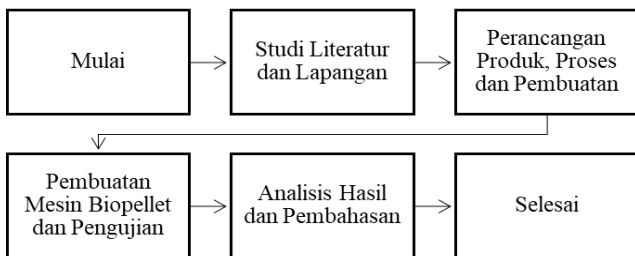 Mulai
Studi Literatur
dan Lapangan
Perancangan
Produk, Proses
dan Pembuatan
Pembuatan
Mesin Biopellet
dan Pengujian
Analisis Hasil
dan Pembahasan
Selesai